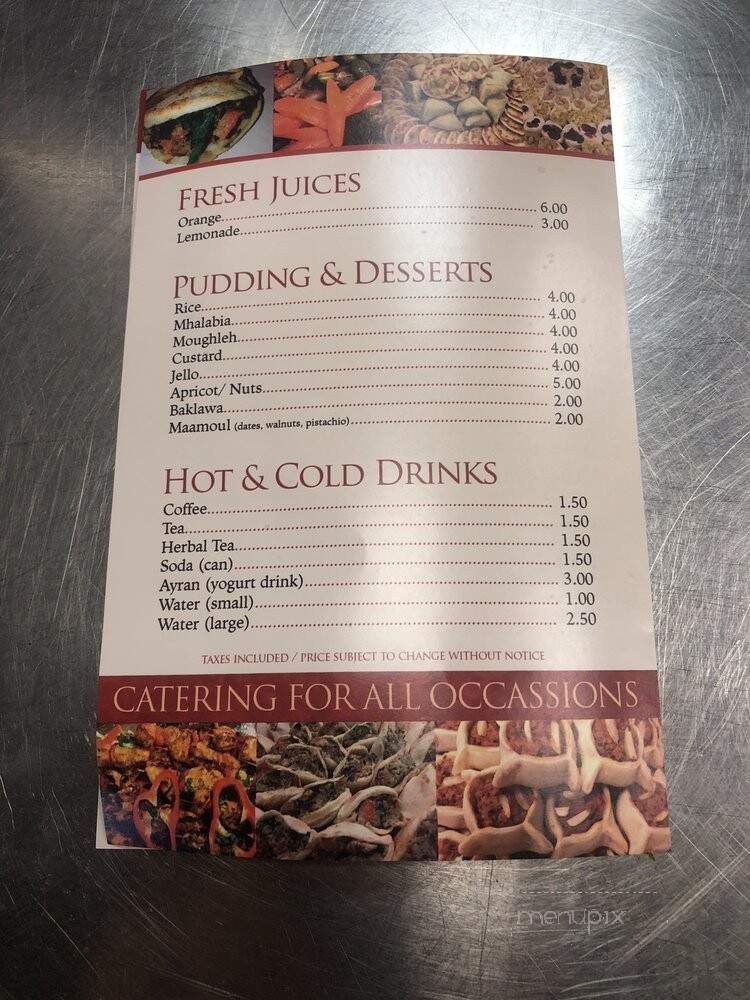 FRESH JUICES
Orange 6.00
Lemonade 3.00
PUDDING & DESSERTS
Rice 4.00
Mhalabia 4.00
Moughleh 4.00
Custard 4.00
Jello 4.00
Apricot/ Nuts 5.00
Baklawa 2.00
Maamoul (dates, walnuts, pistachio) 2.00
HOT & COLD DRINKS
Coffee 1.50
Tea 1.50
Herbal Tea 1.50
Soda (can) 1.50
Ayran (yogurt drink) 3.00
Water (small) 1.00
Water (large) 2.50
TAXES INCLUDED / PRICE SUBJECT TO CHANGE WITHOUT NOTICE
CATERING FOR ALL OCCASSIONS
menupix